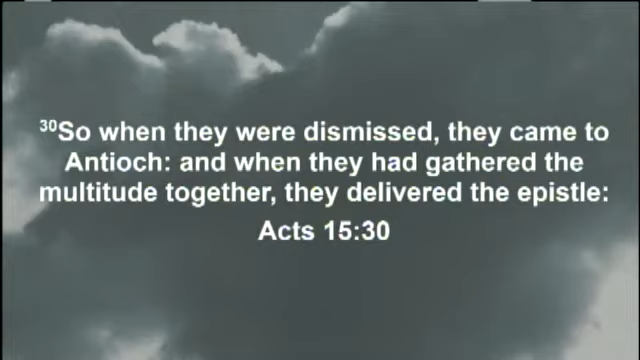 ³⁰So when they were dismissed, they came to
Antioch: and when they had gathered the
multitude together, they delivered the epistle:
Acts 15:30